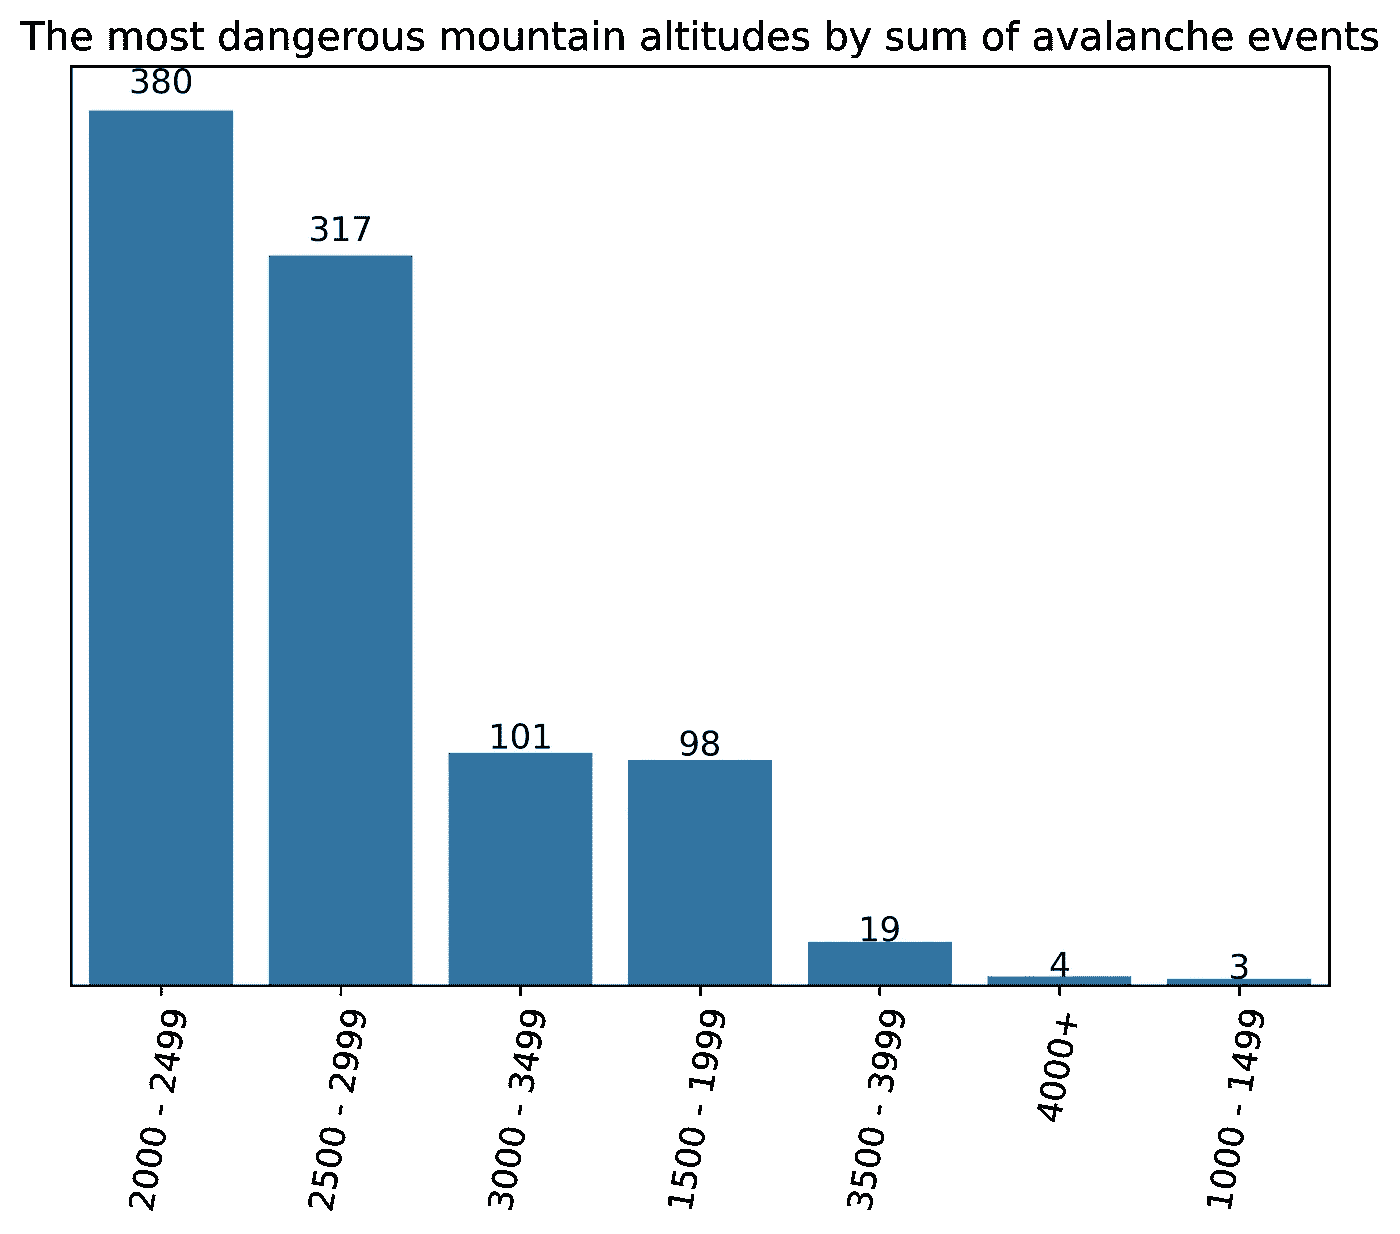 The most dangerous mountain altitudes by sum of avalanche events
380
317
101
98
19
4
3
2000 - 2499
2500 - 2999
3000 - 3499
1500 - 1999
3500 - 3999
4000+
1000 - 1499